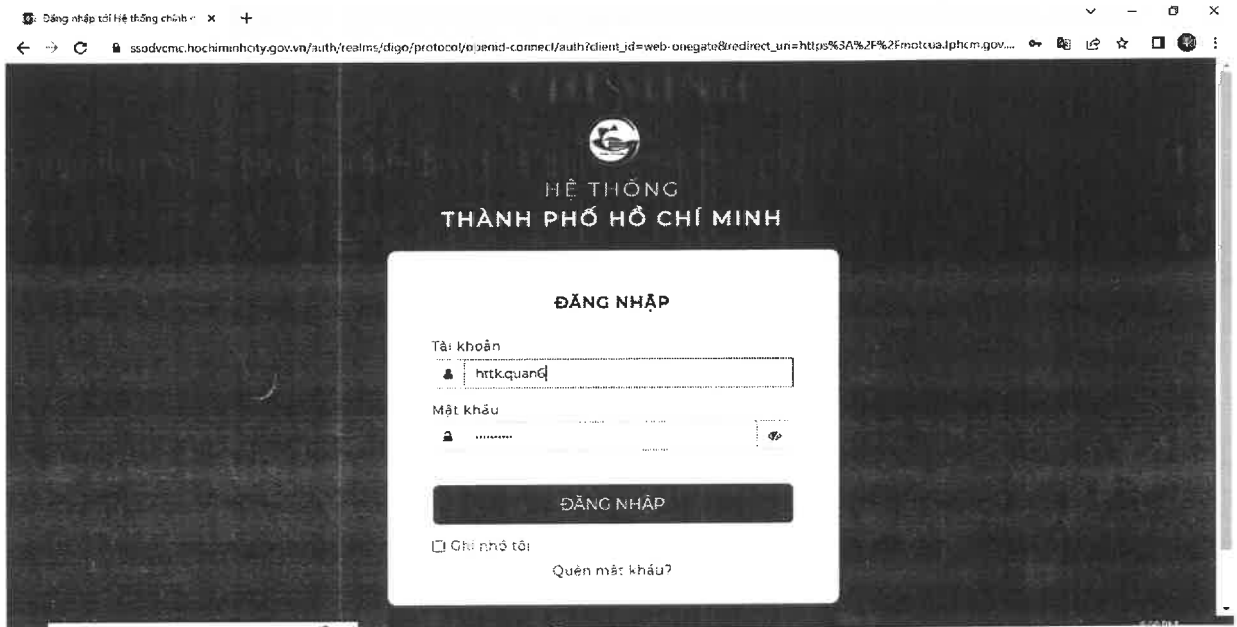 Đăng nhập tới Hệ thống chính
ssodvcmc.hochiminhcity.gov.vn/auth/realms/digo/protocol/openid-connect/auth?client_id=web-onegate&redirect_uri=https%3A%2F%2Fmotcua.tphcm.gov....
HỆ THỐNG
THÀNH PHỐ HỒ CHÍ MINH
ĐĂNG NHẬP
Tài khoản
httk.quan6
Mật khẩu
ĐĂNG NHẬP
Ghi nhớ tôi
Quên mật khẩu?